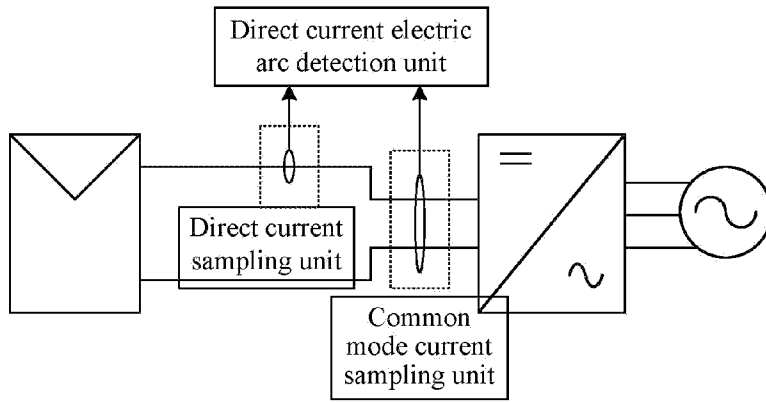 Direct current electric
arc detection unit
Direct current
sampling unit
Common
mode current
sampling unit